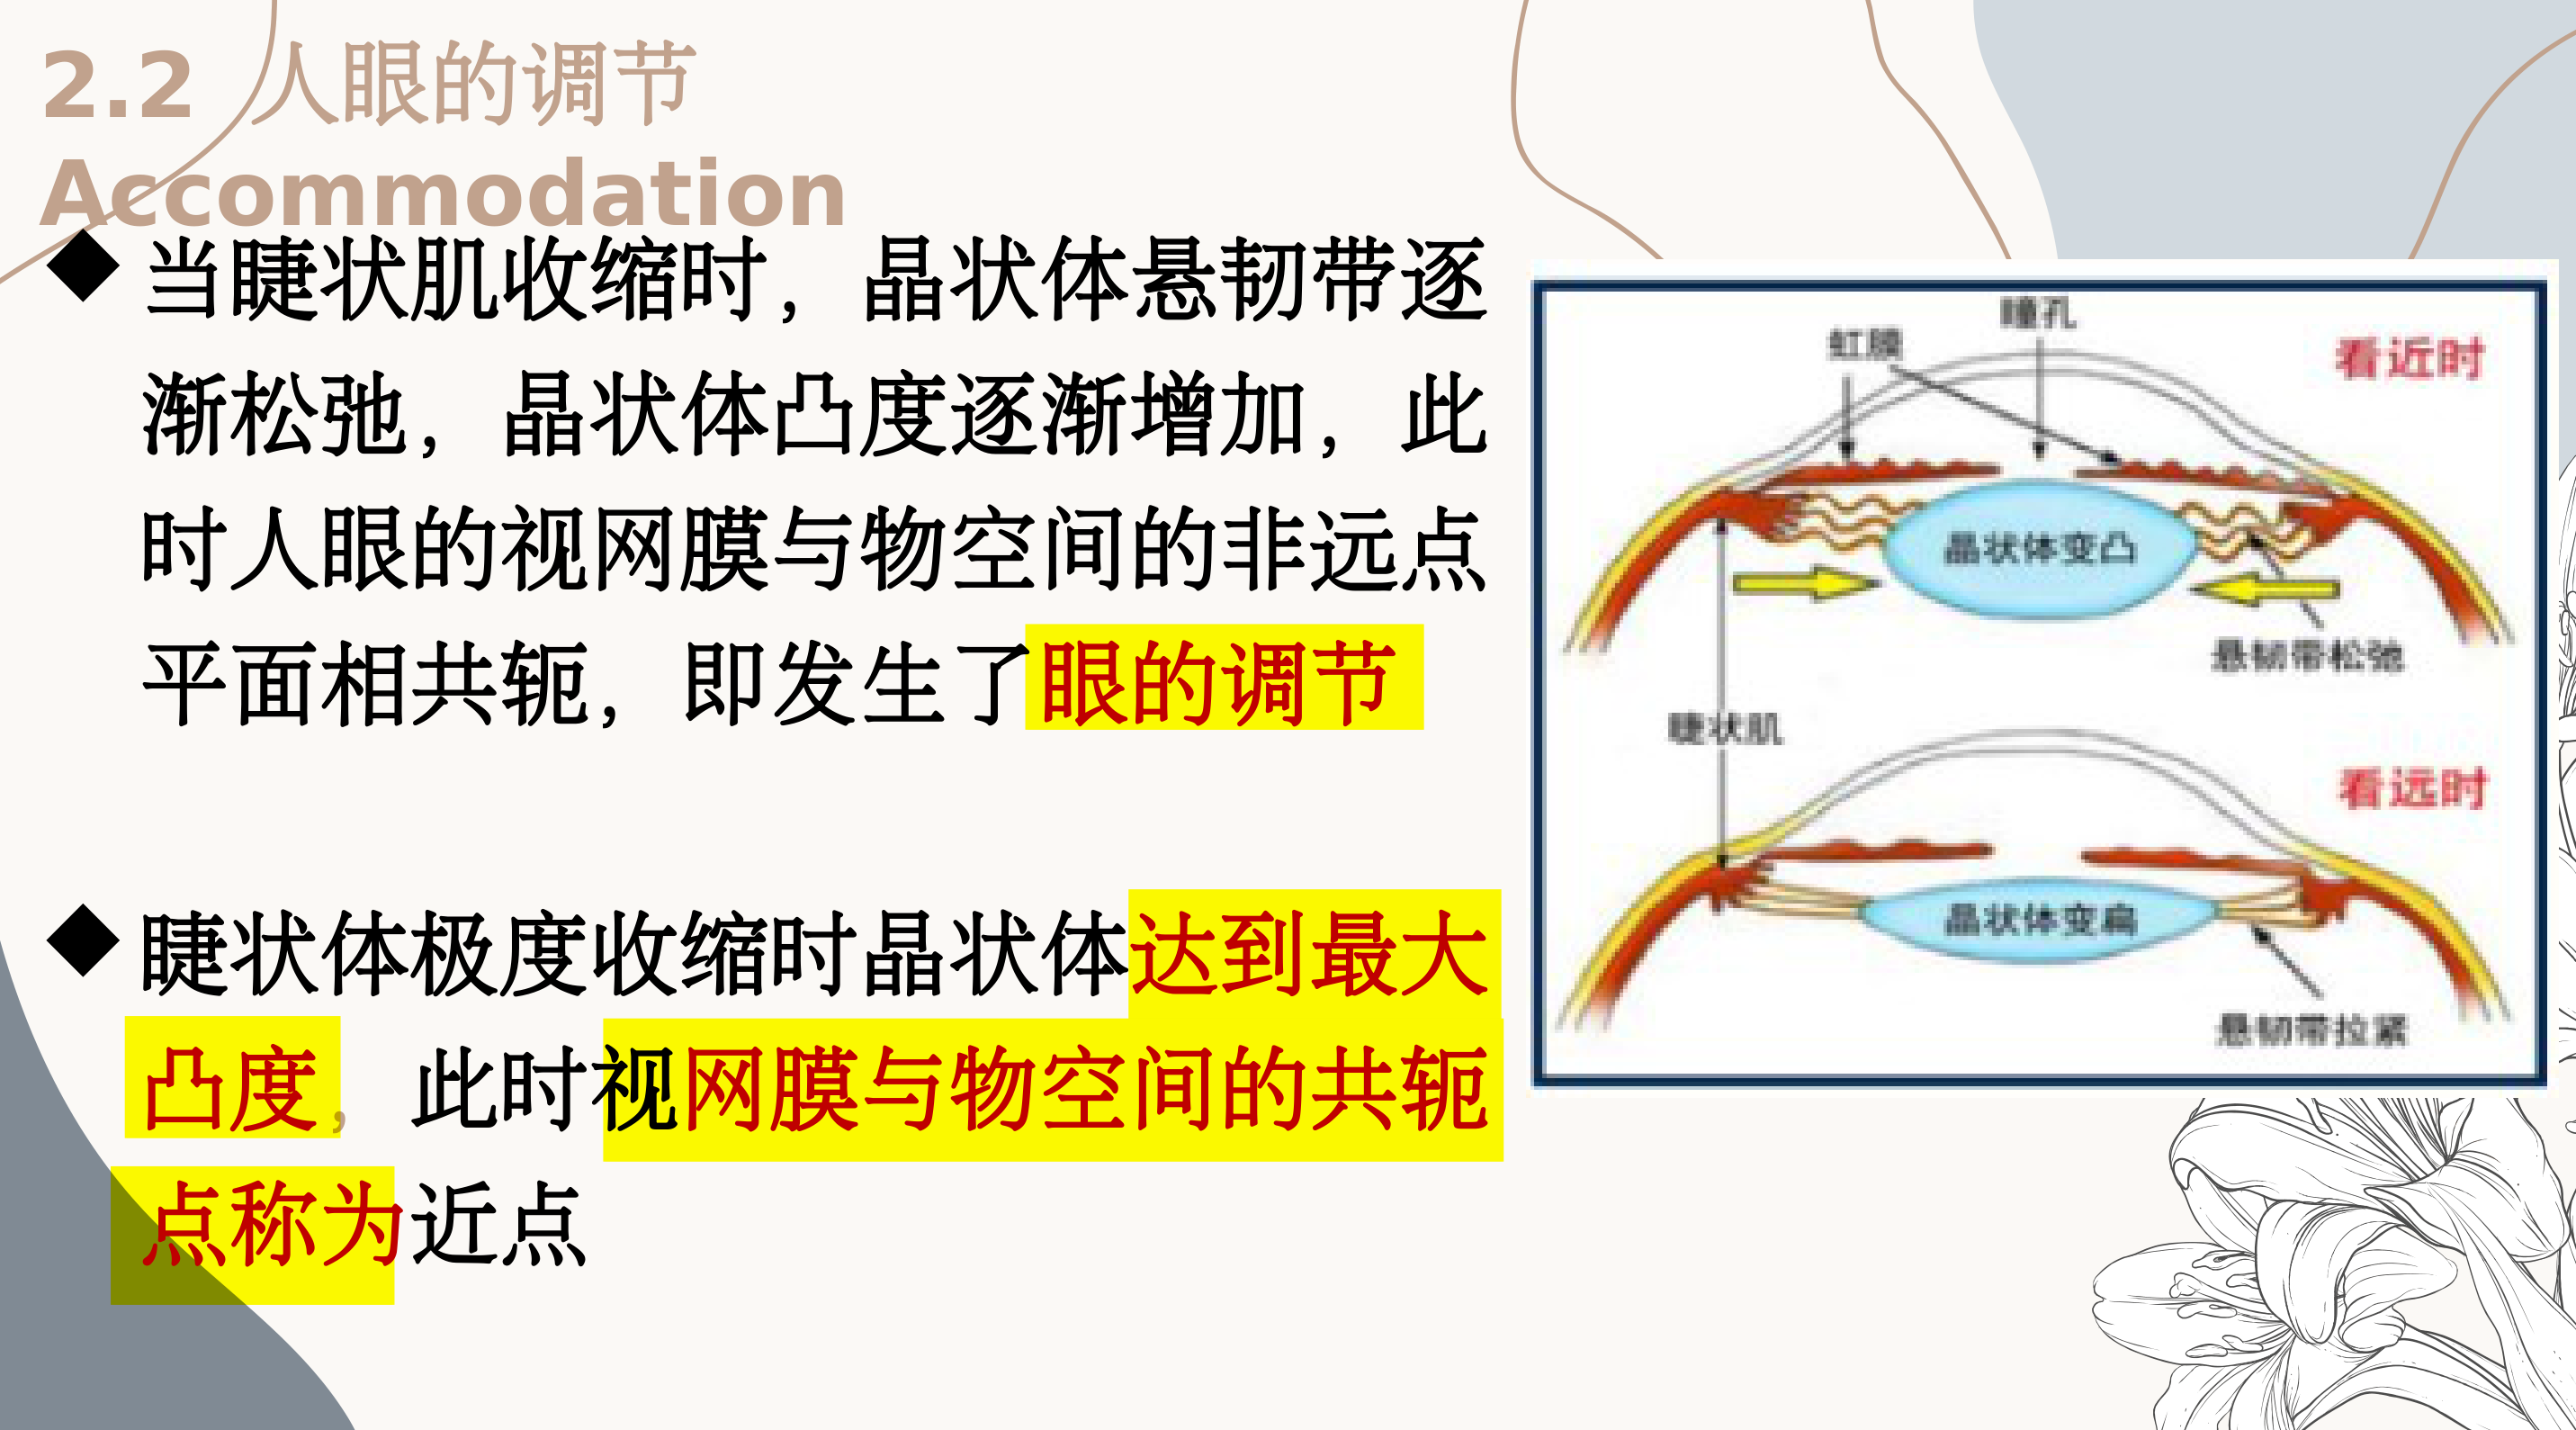 2.2 人眼的调节
Accommodation
◆当睫状肌收缩时，晶状体悬韧带逐
渐松弛，晶状体凸度逐渐增加，此
时人眼的视网膜与物空间的非远点
平面相共轭，即发生了眼的调节
◆睫状体极度收缩时晶状体达到最大
凸度，此时视网膜与物空间的共轭
点称为近点
瞳孔
虹膜
看近时
晶状体变凸
悬韧带松弛
睫状肌
看远时
晶状体变扁
悬韧带拉紧